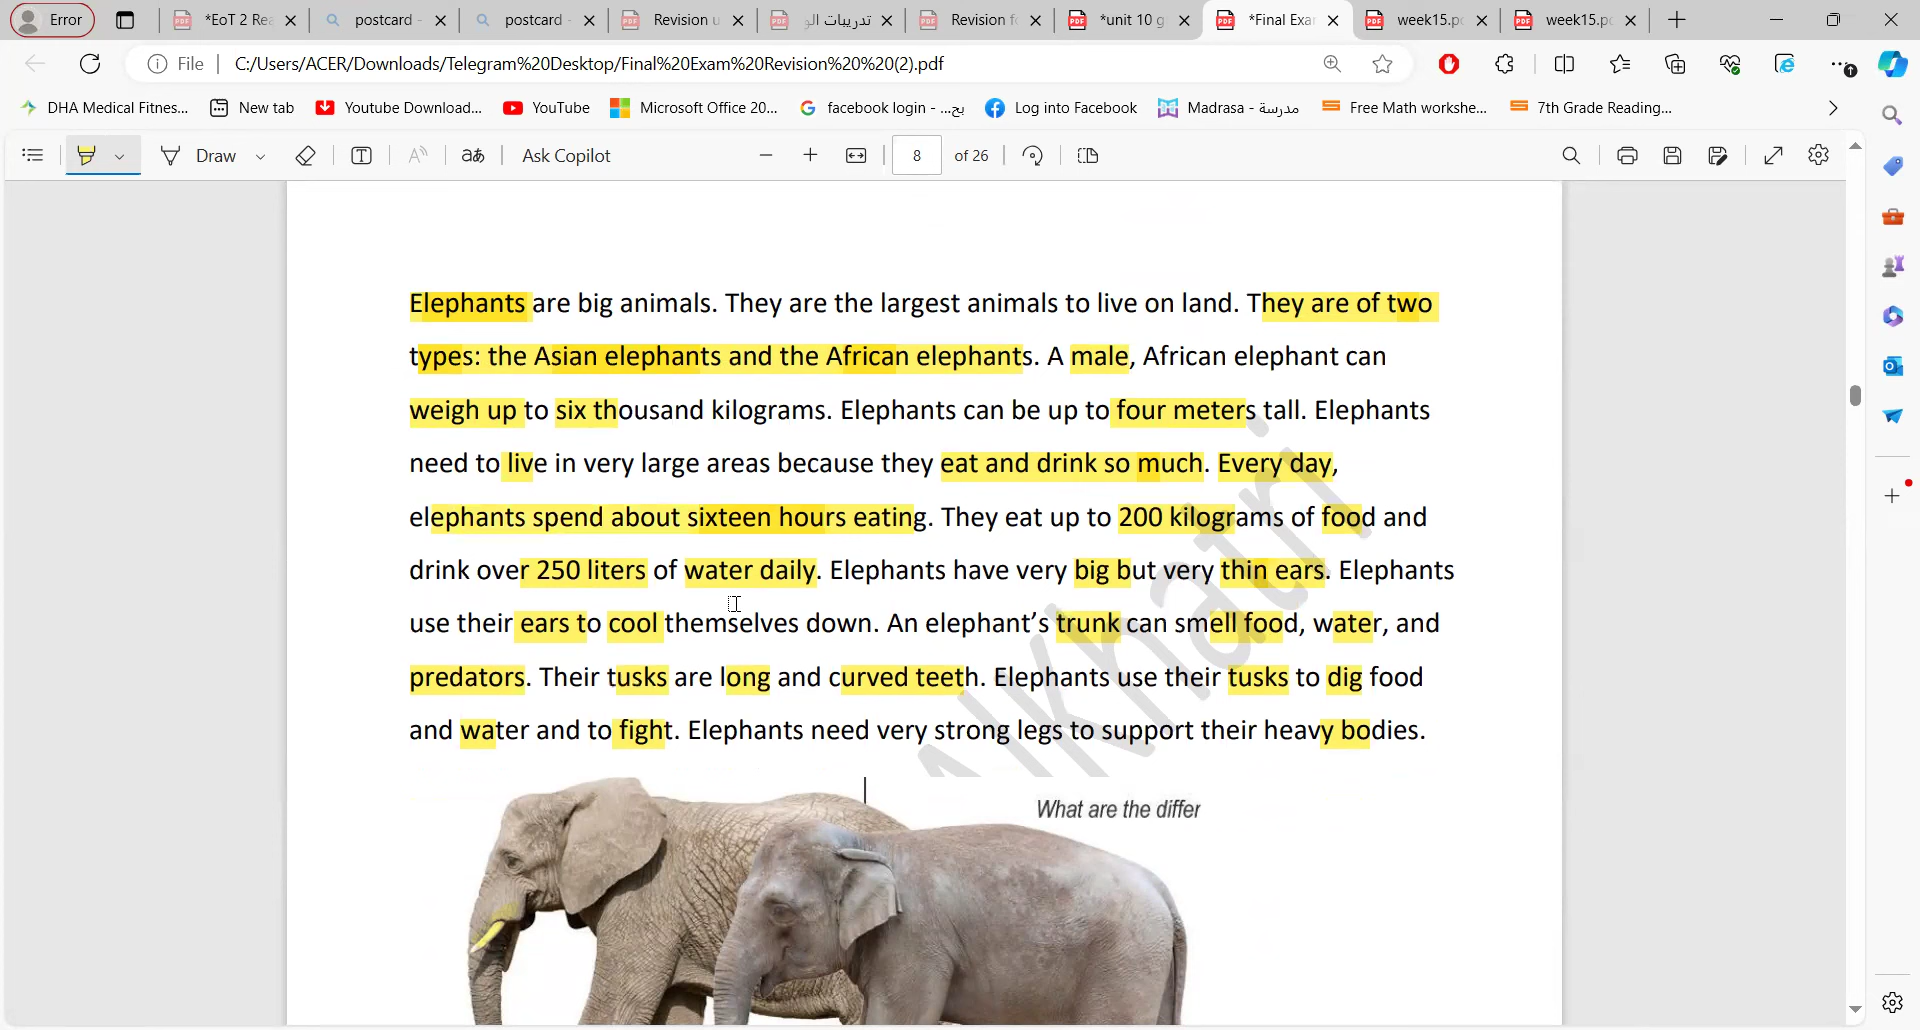 Error
*EoT 2 Rea
postcard -
postcard -
Revision u
تدريبات الو
Revision fo
*unit 10 g
*Final Exa
week15.p
week15.p
File
C:/Users/ACER/Downloads/Telegram%20Desktop/Final%20Exam%20Revision%20%20(2).pdf
DHA Medical Fitnes...
New tab
Youtube Download...
YouTube
Microsoft Office 20...
facebook login - ...بح
Log into Facebook
Madrasa - مدرسة
Free Math workshe...
7th Grade Reading...
Draw
Ask Copilot
8 of 26
Elephants are big animals. They are the largest animals to live on land. They are of two
types: the Asian elephants and the African elephants. A male, African elephant can
weigh up to six thousand kilograms. Elephants can be up to four meters tall. Elephants
need to live in very large areas because they eat and drink so much. Every day,
elephants spend about sixteen hours eating. They eat up to 200 kilograms of food and
drink over 250 liters of water daily. Elephants have very big but very thin ears. Elephants
use their ears to cool themselves down. An elephant’s trunk can smell food, water, and
predators. Their tusks are long and curved teeth. Elephants use their tusks to dig food
and water and to fight. Elephants need very strong legs to support their heavy bodies.
AlKhatri
What are the differ